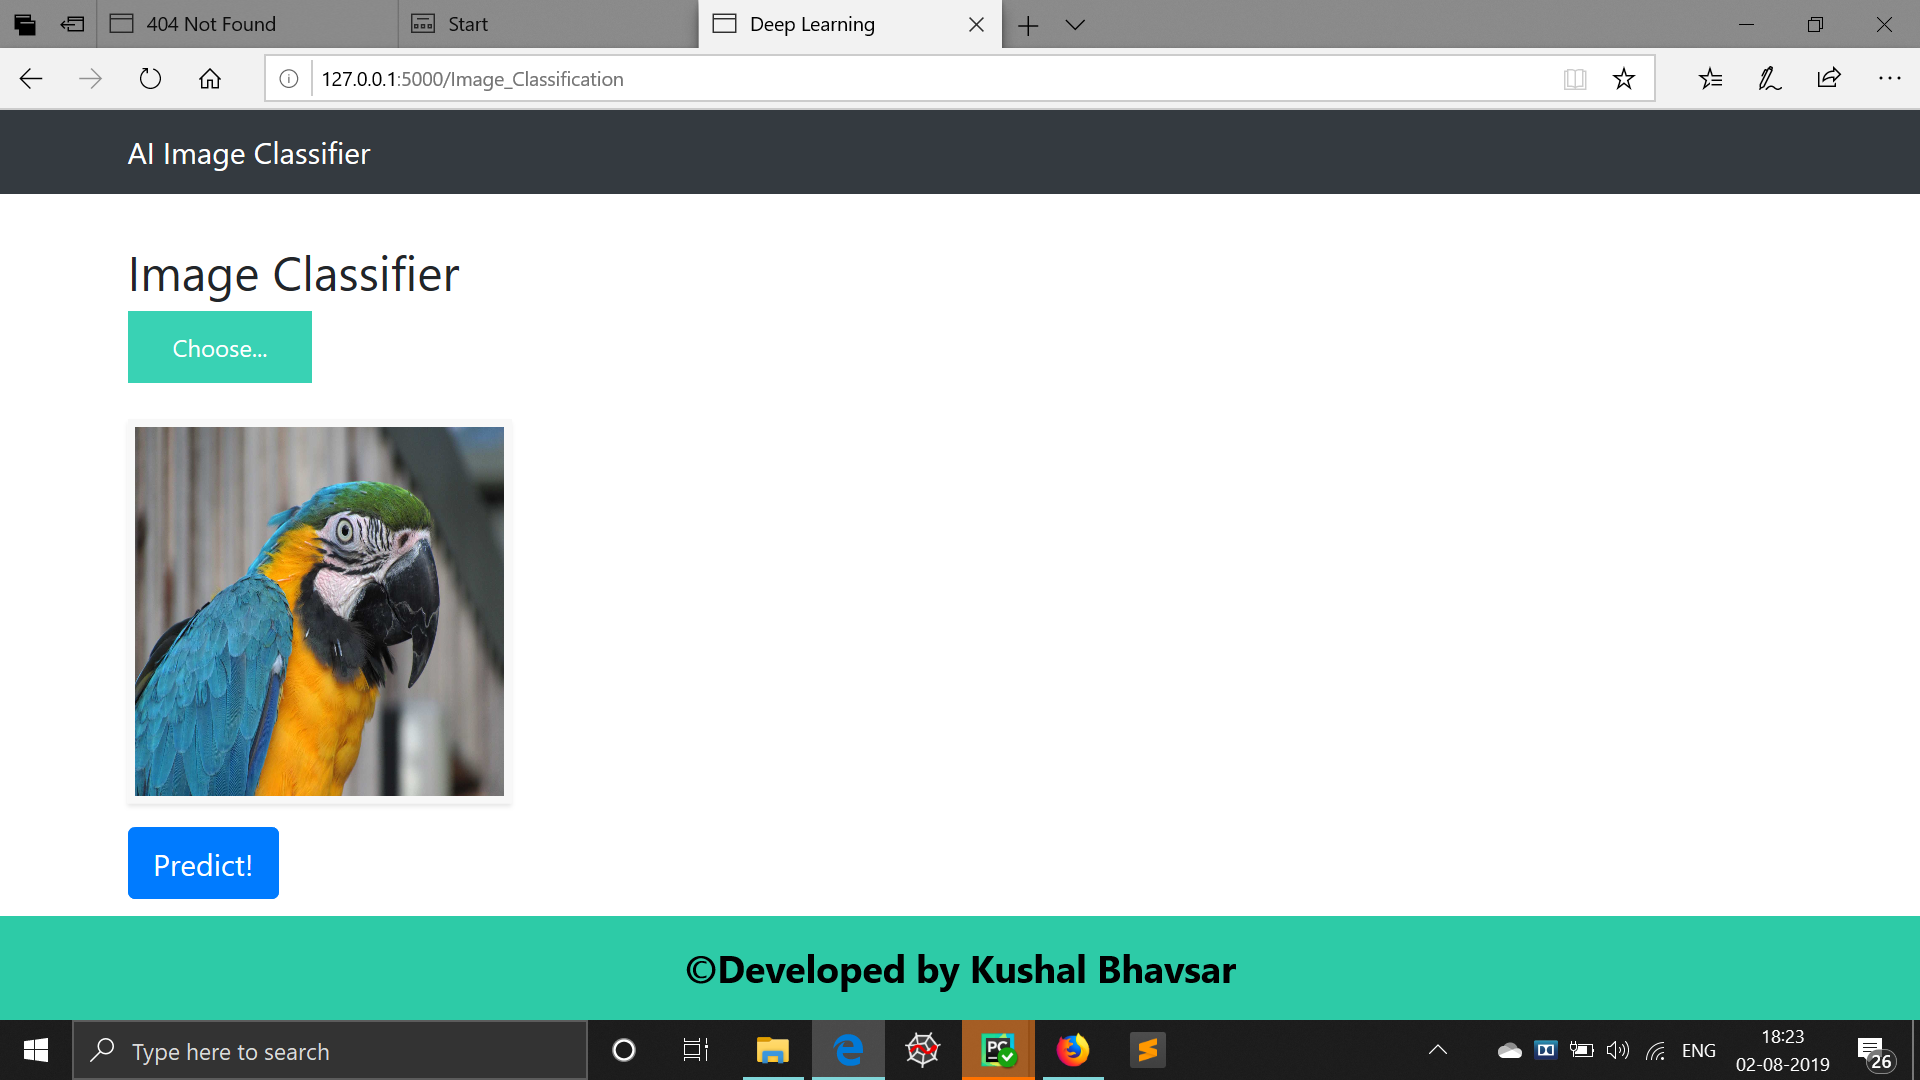 404 Not Found
Start
Deep Learning
127.0.0.1:5000/Image_Classification
AI Image Classifier
Image Classifier
Choose...
Predict!
©Developed by Kushal Bhavsar
Type here to search
PC
ENG
18:23
02-08-2019
26